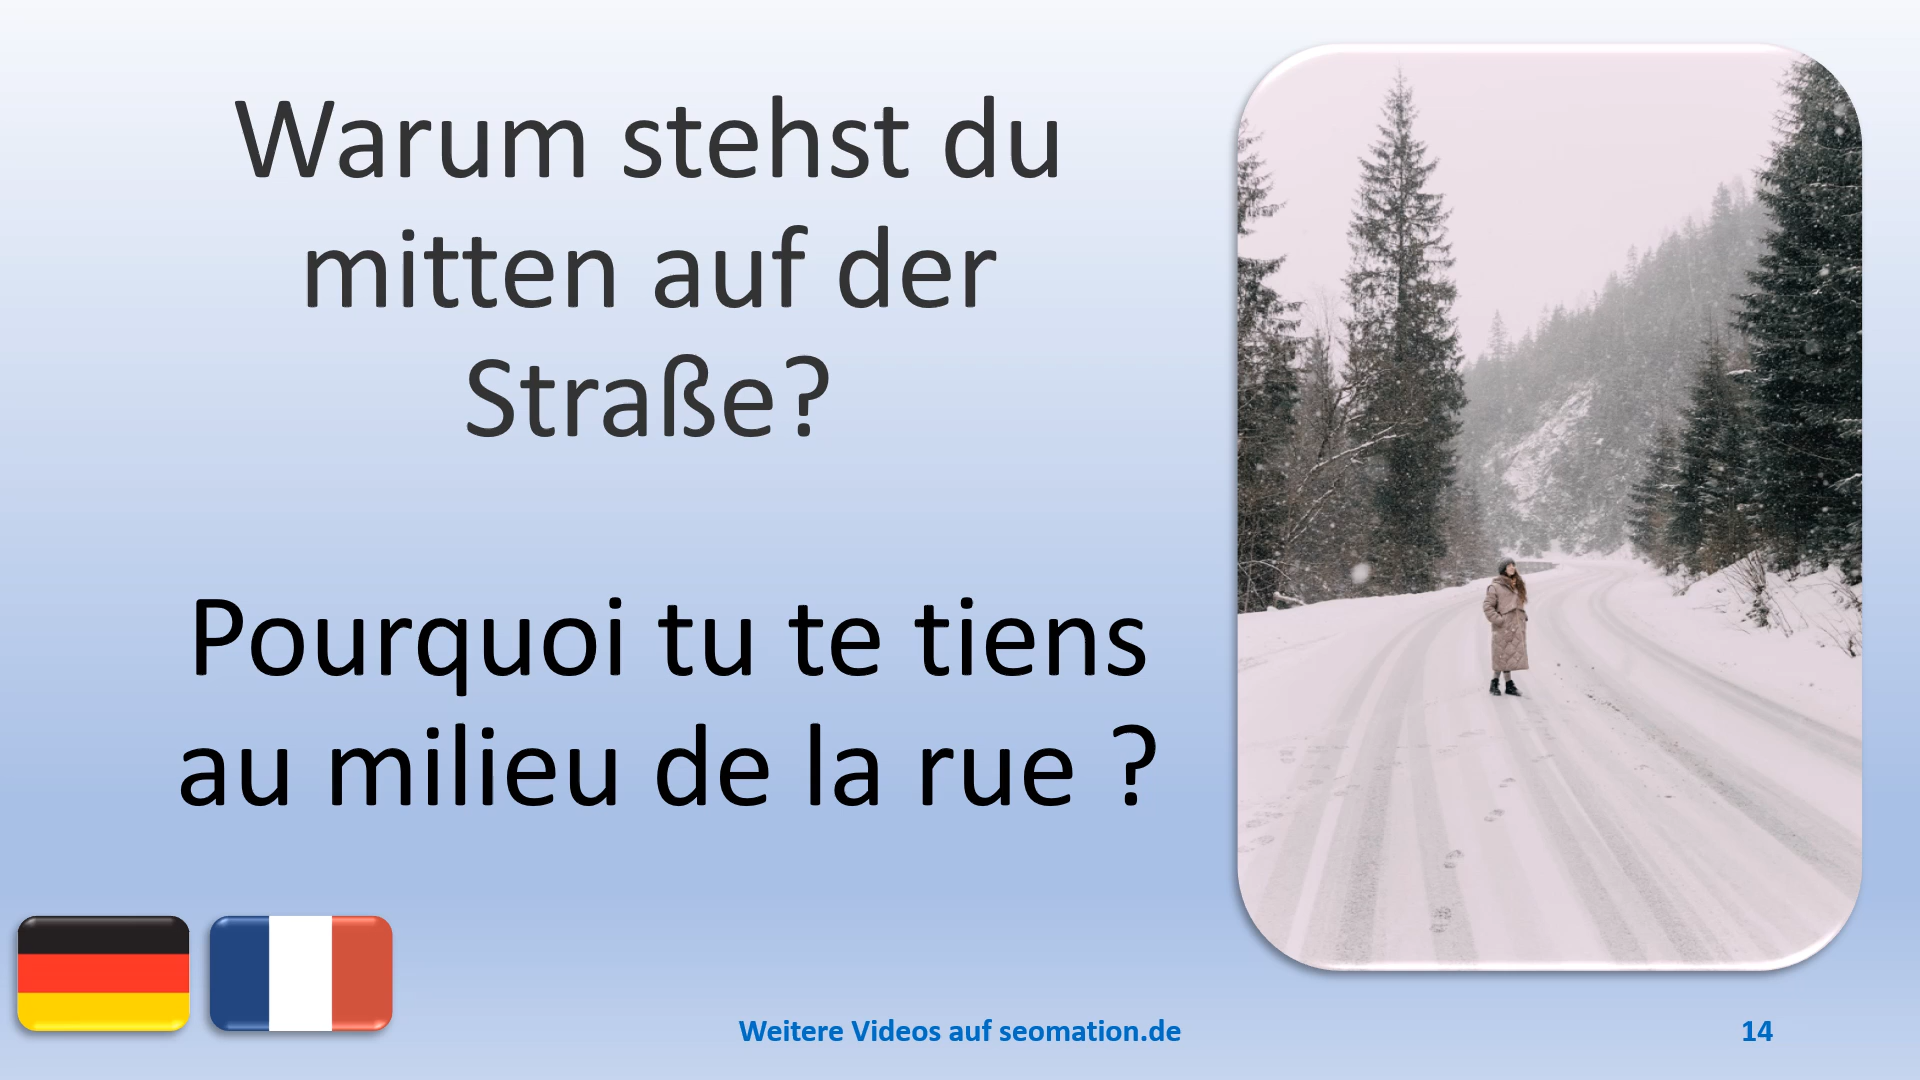 Warum stehst du
mitten auf der
Straße?
Pourquoi tu te tiens
au milieu de la rue ?
Weitere Videos auf seomation.de
14